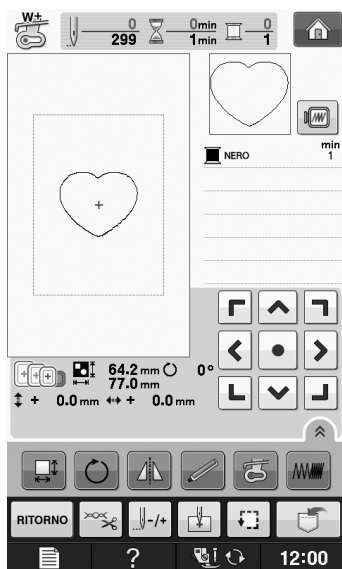 W+
0
299
0min
1min
0
1
min
NERO 1
64.2 mm 0°
77.0 mm
+ 0.0 mm + 0.0 mm
RITORNO -/+
? 12:00